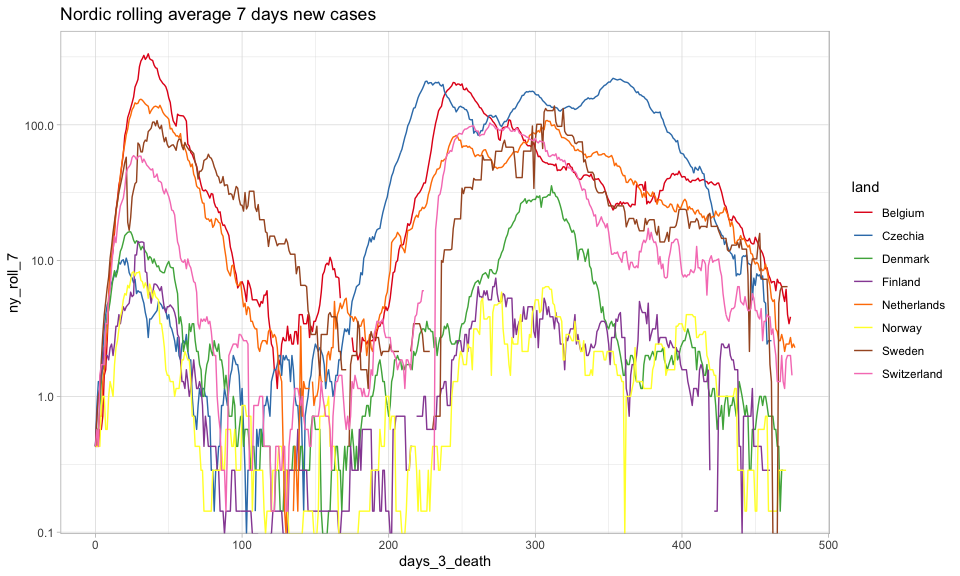 Nordic rolling average 7 days new cases
ny_roll_7
100.0
10.0
1.0
0.1
0 100 200 300 400 500
days_3_death
land
Belgium
Czechia
Denmark
Finland
Netherlands
Norway
Sweden
Switzerland